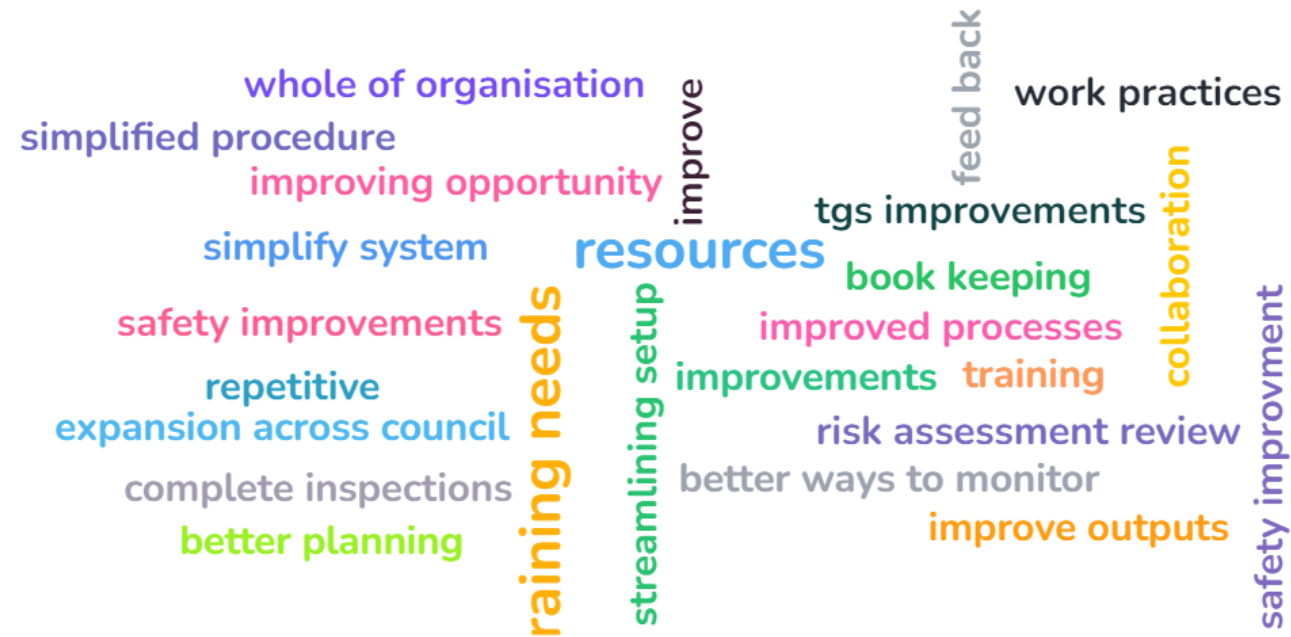 feed back
whole of organisation
improve
work practices
simplified procedure
improving opportunity
collaboration
tgs improvements
simplify system
resources
book keeping
raining needs
streamlining setup
safety improvment
safety improvements
improved processes
repetitive
improvements
training
expansion across council
risk assessment review
complete inspections
better ways to monitor
better planning
improve outputs